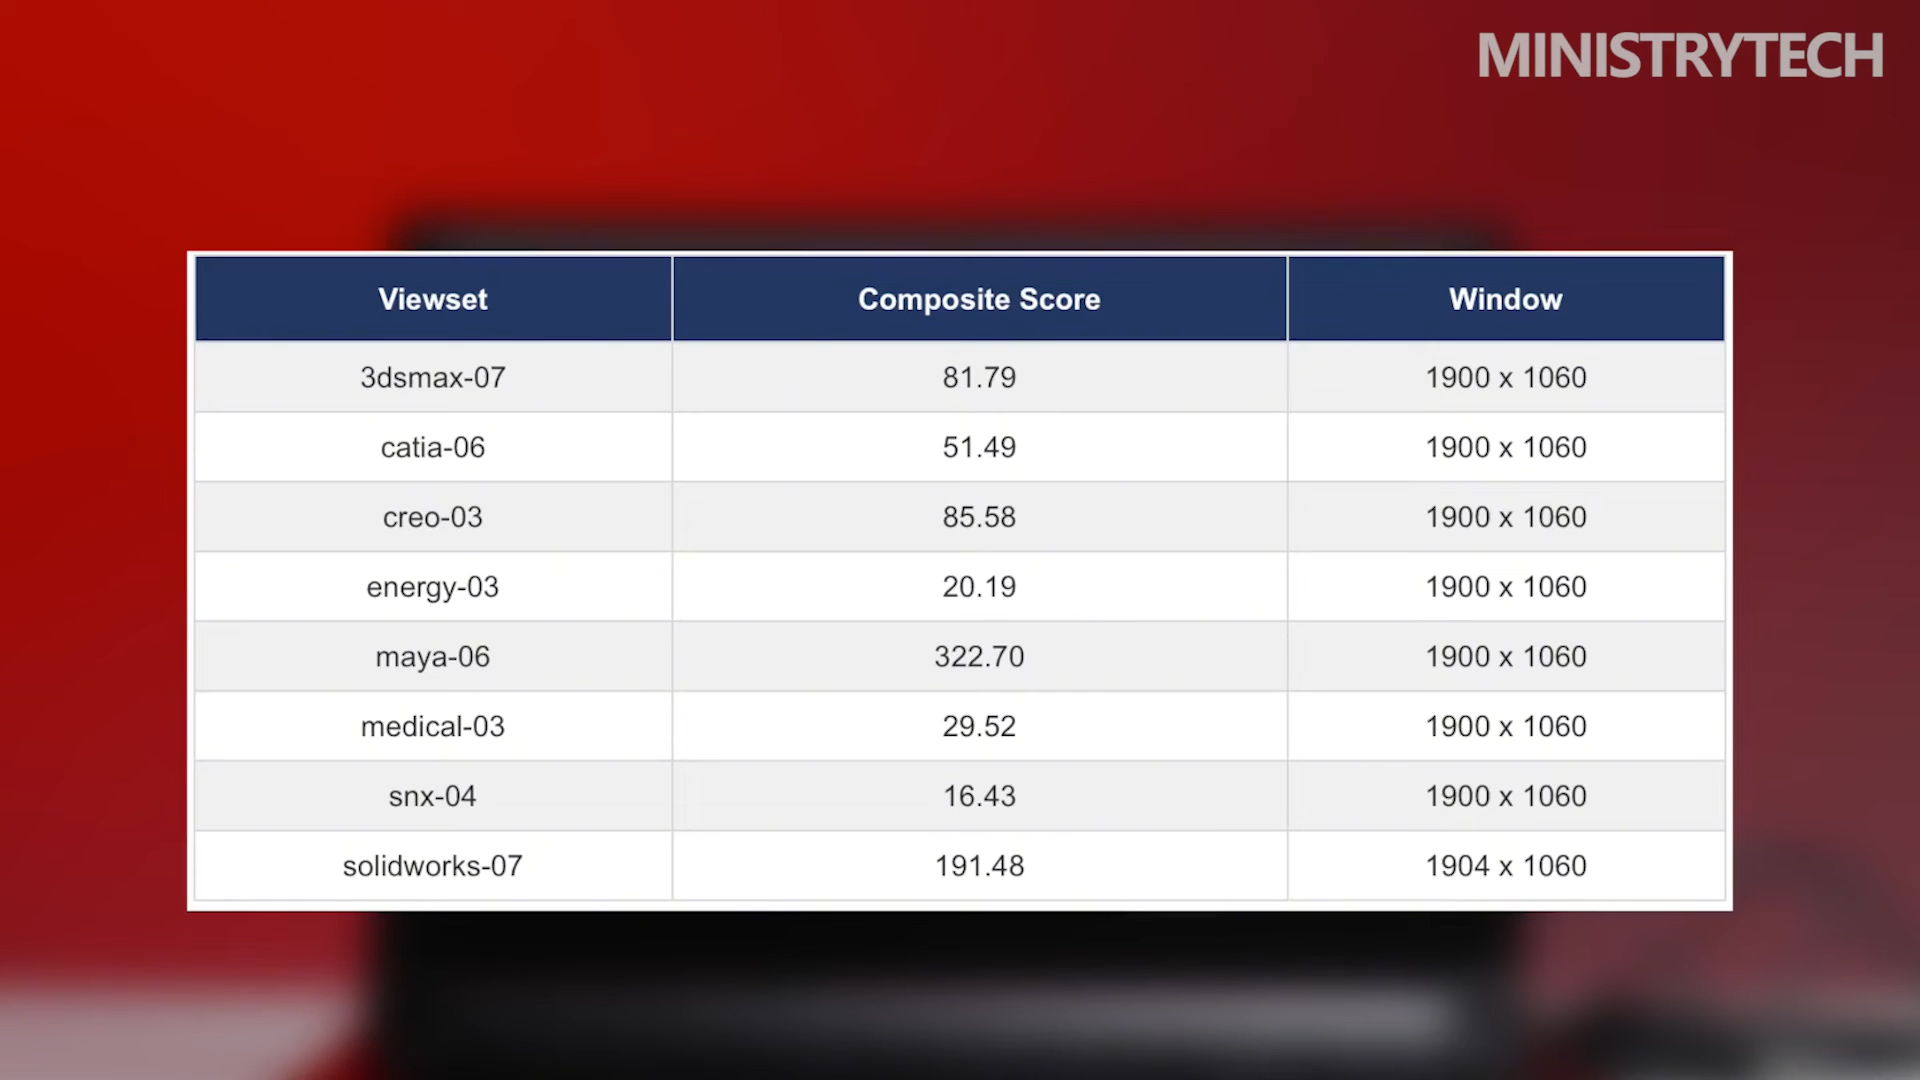 MINISTRYTECH
Viewset Composite Score Window
3dsmax-07 81.79 1900 x 1060
catia-06 51.49 1900 x 1060
creo-03 85.58 1900 x 1060
energy-03 20.19 1900 x 1060
maya-06 322.70 1900 x 1060
medical-03 29.52 1900 x 1060
snx-04 16.43 1900 x 1060
solidworks-07 191.48 1904 x 1060